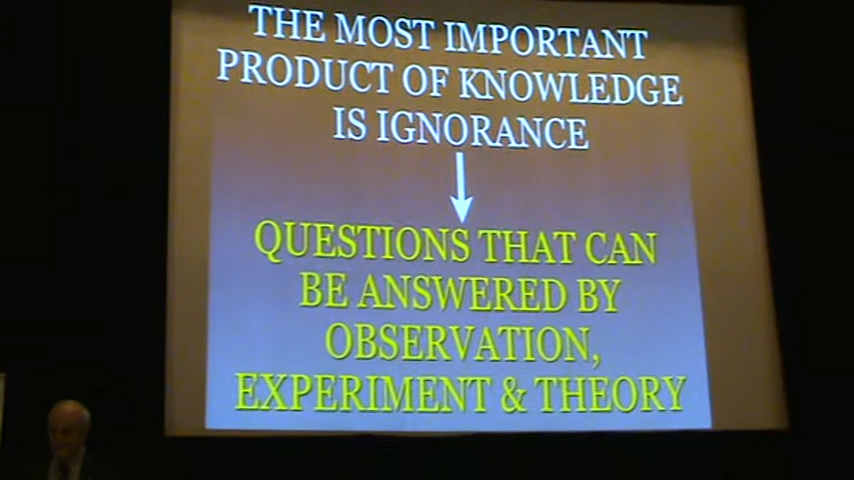 THE MOST IMPORTANT
PRODUCT OF KNOWLEDGE
IS IGNORANCE
QUESTIONS THAT CAN
BE ANSWERED BY
OBSERVATION,
EXPERIMENT & THEORY